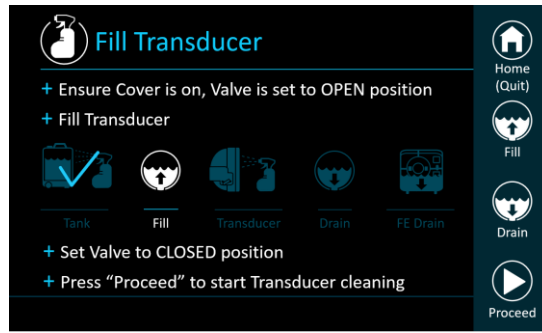 Fill Transducer
+ Ensure Cover is on, Valve is set to OPEN position
+ Fill Transducer
Tank
Fill
Transducer
Drain
FE Drain
+ Set Valve to CLOSED position
+ Press “Proceed” to start Transducer cleaning
Home
(Quit)
Fill
Drain
Proceed